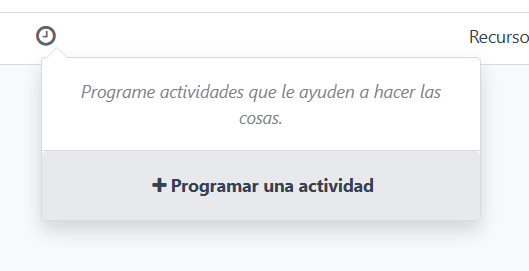 Recurso
Programe actividades que le ayuden a hacer las
cosas.
Programar una actividad